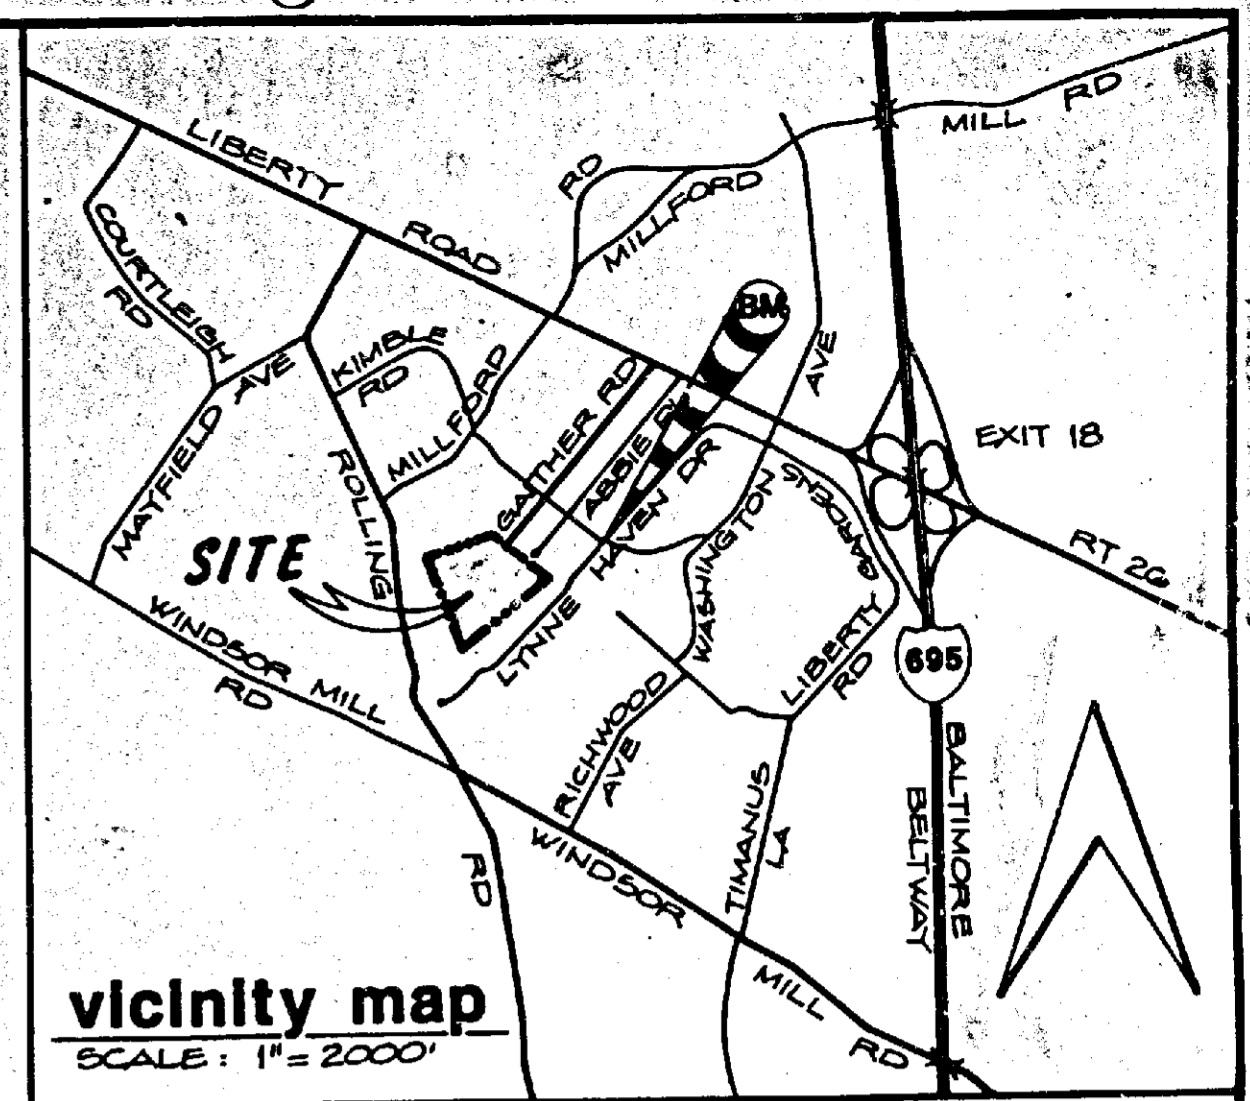 MILL RD
LIBERTY ROAD
RD
MILLFORD
COURTLEIGH RD
BM
KIMBLE RD
AVE
MAYFIELD AVE
MILLFORD
GAITHER RD
ABBIE
HAVEN DR
EXIT 18
ROLLING
WASHINGTON
GARDENS
SITE
RT 26
WINDSOR MILL RD
LYNNE
LIBERTY RD
695
RICHWOOD AVE
TIMANUS LA
BALTIMORE BELTWAY
WINDSOR
RD
MILL RD
vicinity map
SCALE: 1"= 2000'